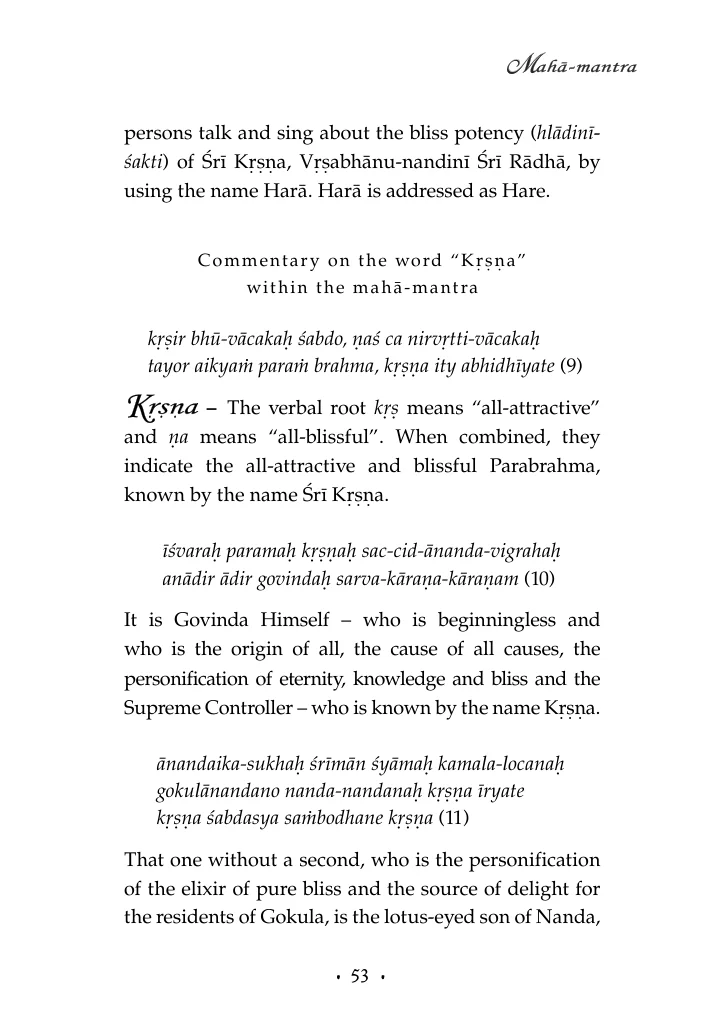 Mahā-mantra
persons talk and sing about the bliss potency (hlādinī-
śakti) of Śrī Kṛṣṇa, Vṛṣabhānu-nandinī Śrī Rādhā, by
using the name Harā. Harā is addressed as Hare.
Commentary on the word “Kṛṣṇa”
within the mahā-mantra
kṛṣir bhū-vācakaḥ śabdo, ṇaś ca nirvṛtti-vācakaḥ
tayor aikyaṁ paraṁ brahma, kṛṣṇa ity abhidhīyate (9)
Kṛṣṇa – The verbal root kṛṣ means “all-attractive”
and ṇa means “all-blissful”. When combined, they
indicate the all-attractive and blissful Parabrahma,
known by the name Śrī Kṛṣṇa.
īśvaraḥ paramaḥ kṛṣṇaḥ sac-cid-ānanda-vigrahaḥ
anādir ādir govindaḥ sarva-kāraṇa-kāraṇam (10)
It is Govinda Himself – who is beginningless and
who is the origin of all, the cause of all causes, the
personification of eternity, knowledge and bliss and the
Supreme Controller – who is known by the name Kṛṣṇa.
ānandaika-sukhaḥ śrīmān śyāmaḥ kamala-locanaḥ
gokulānandano nanda-nandanaḥ kṛṣṇa īryate
kṛṣṇa śabdasya saṁbodhane kṛṣṇa (11)
That one without a second, who is the personification
of the elixir of pure bliss and the source of delight for
the residents of Gokula, is the lotus-eyed son of Nanda,
• 53 •